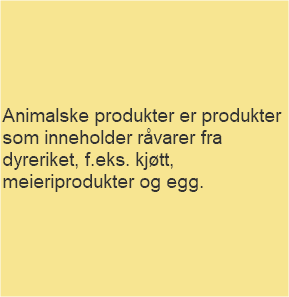 Animalske produkter er produkter
som inneholder råvarer fra
dyreriket, f.eks. kjøtt,
meieriprodukter og egg.